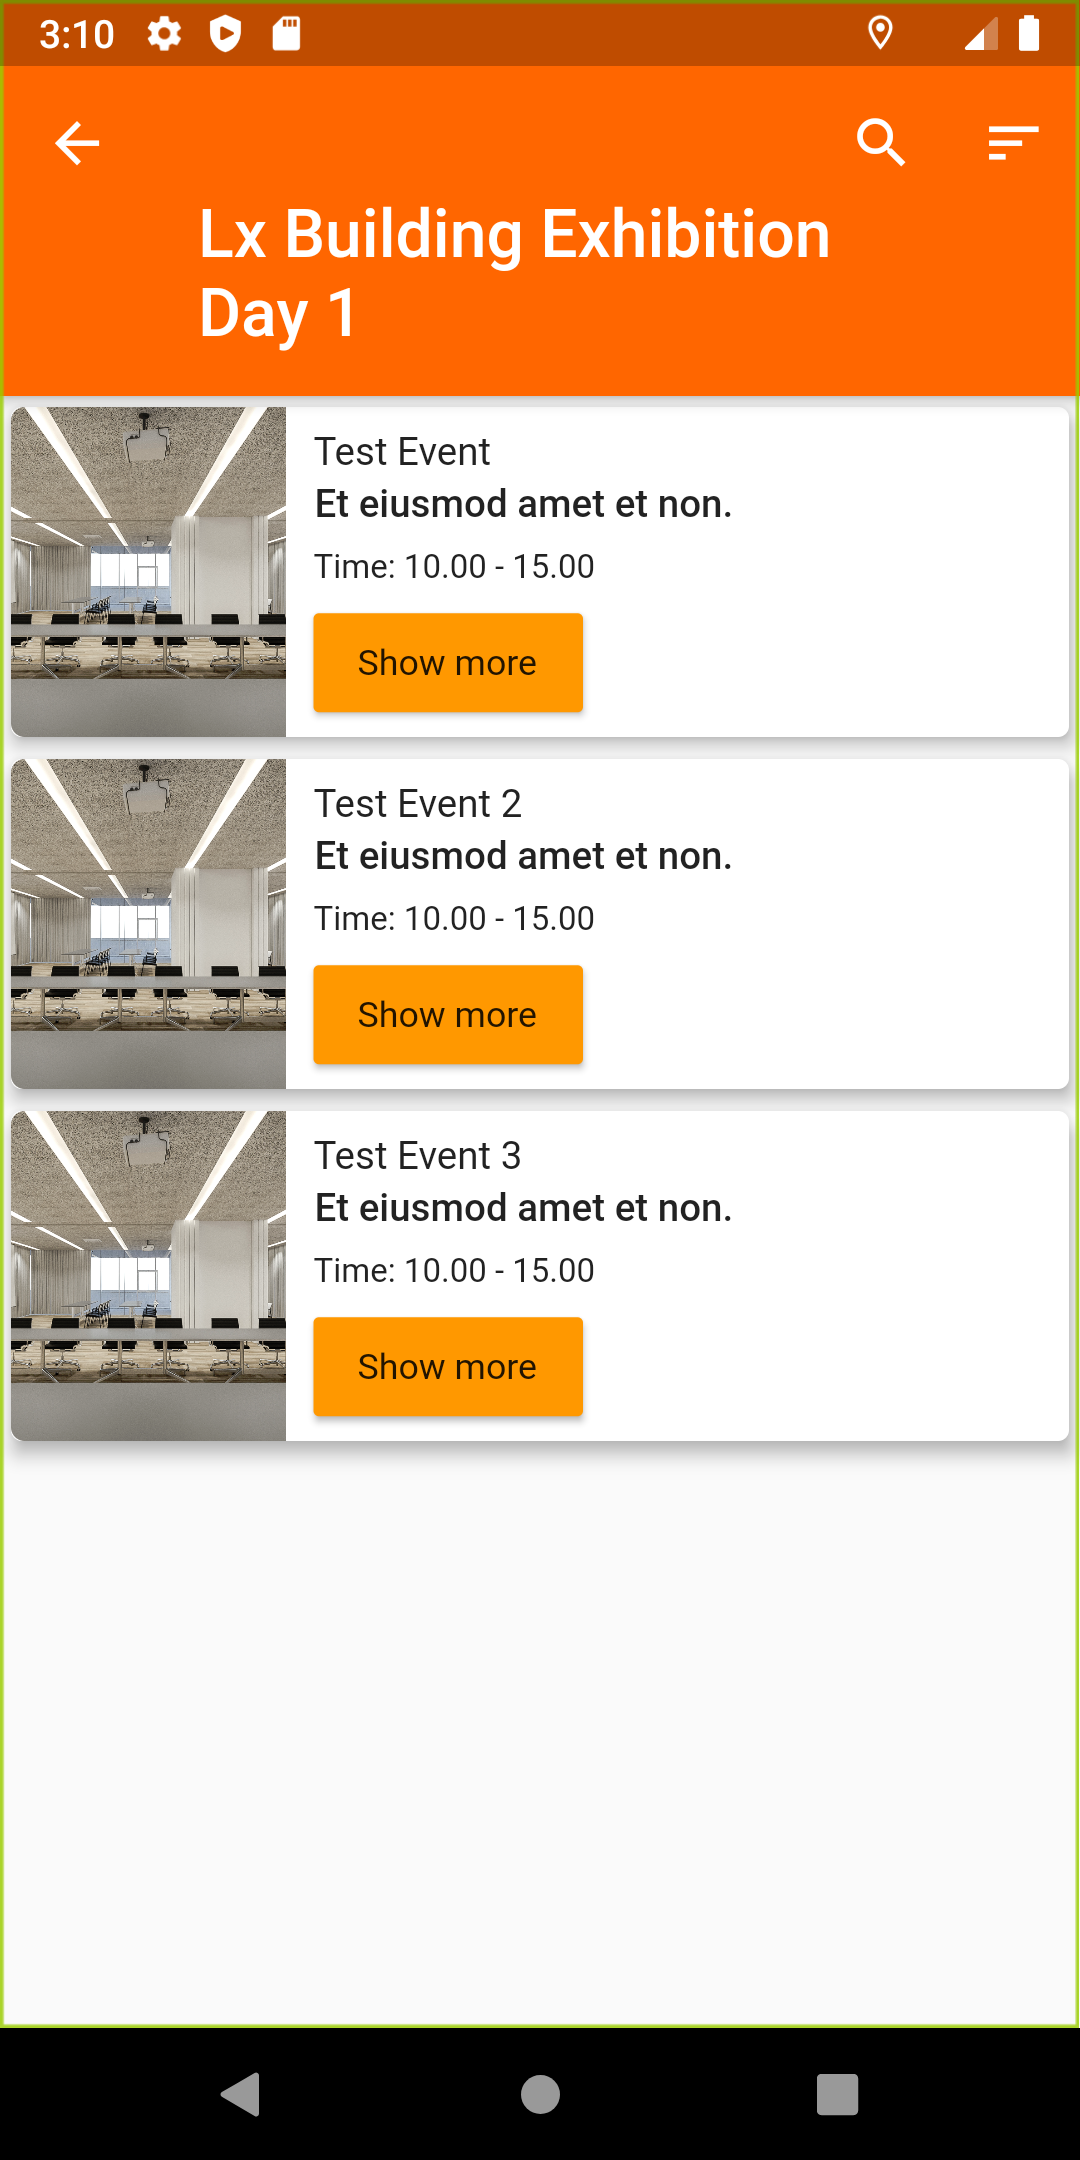 3:10
Lx Building Exhibition
Day 1
Test Event
Et eiusmod amet et non.
Time: 10.00 - 15.00
Show more
Test Event 2
Et eiusmod amet et non.
Time: 10.00 - 15.00
Show more
Test Event 3
Et eiusmod amet et non.
Time: 10.00 - 15.00
Show more